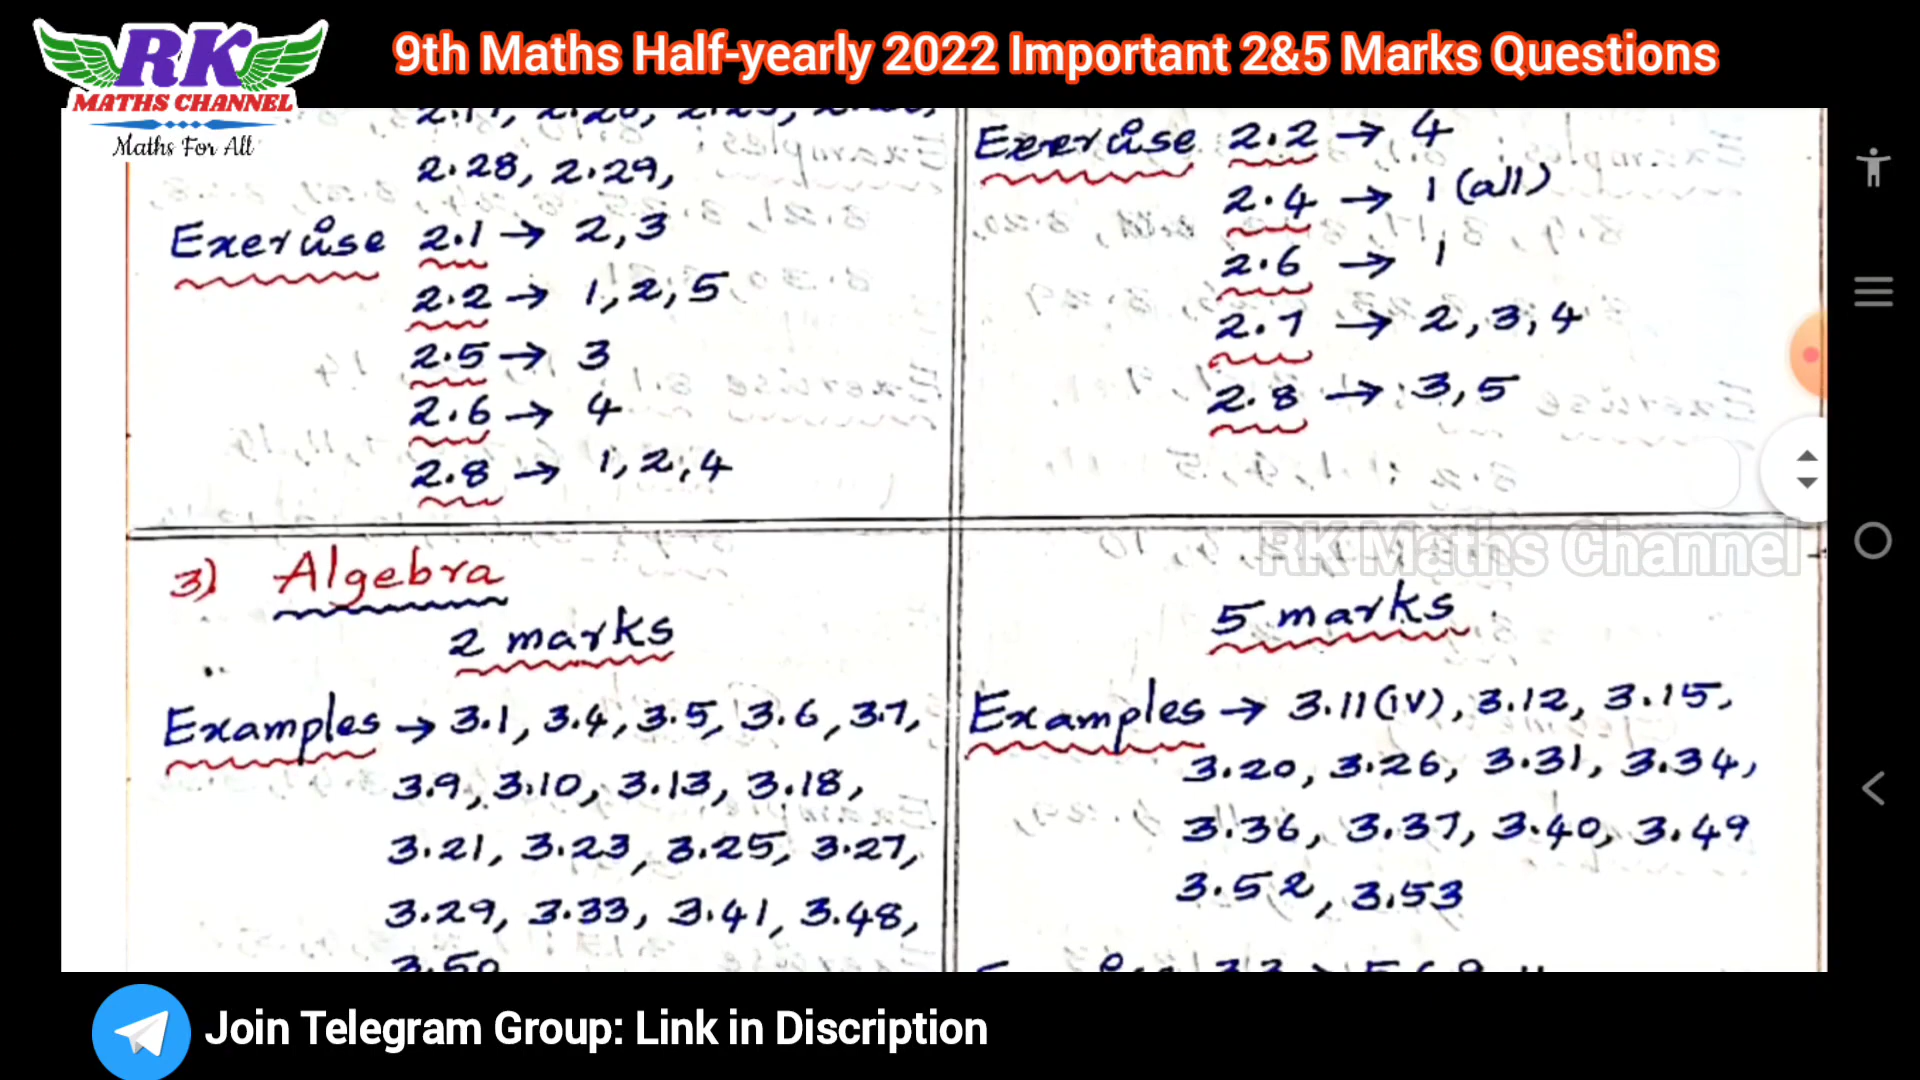 RK
MATHS CHANNEL
Maths For All
9th Maths Half-yearly 2022 Important 2&5 Marks Questions
2.28, 2.29,
Exercise 2.1 → 2,3
2.2 → 1,2,5
2.5 → 3
2.6 → 4
2.8 → 1,2,4
Exercise 2.2 → 4
2.4 → 1 (all)
2.6 → 1
2.7 → 2,3,4
2.8 → 3,5
RK Maths Channel
3) Algebra
2 marks
Examples → 3.1, 3.4, 3.5, 3.6, 3.7,
3.9, 3.10, 3.13, 3.18,
3.21, 3.23, 3.25, 3.27,
3.29, 3.33, 3.41, 3.48,
3.50
5 marks
Examples → 3.11(iv), 3.12, 3.15,
3.20, 3.26, 3.31, 3.34,
3.36, 3.37, 3.40, 3.49
3.52, 3.53
Join Telegram Group: Link in Discription